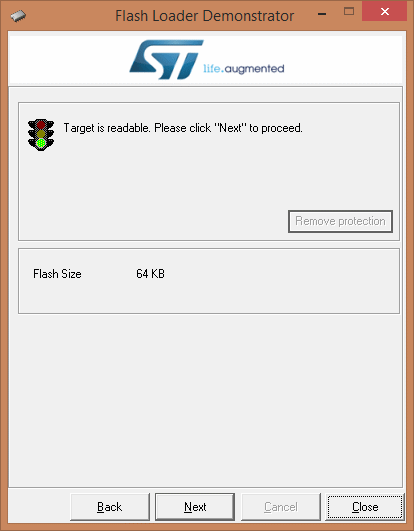 Flash Loader Demonstrator
ST
life.augmented
Target is readable. Please click "Next" to proceed.
Remove protection
Flash Size 64 KB
Back Next Cancel Close